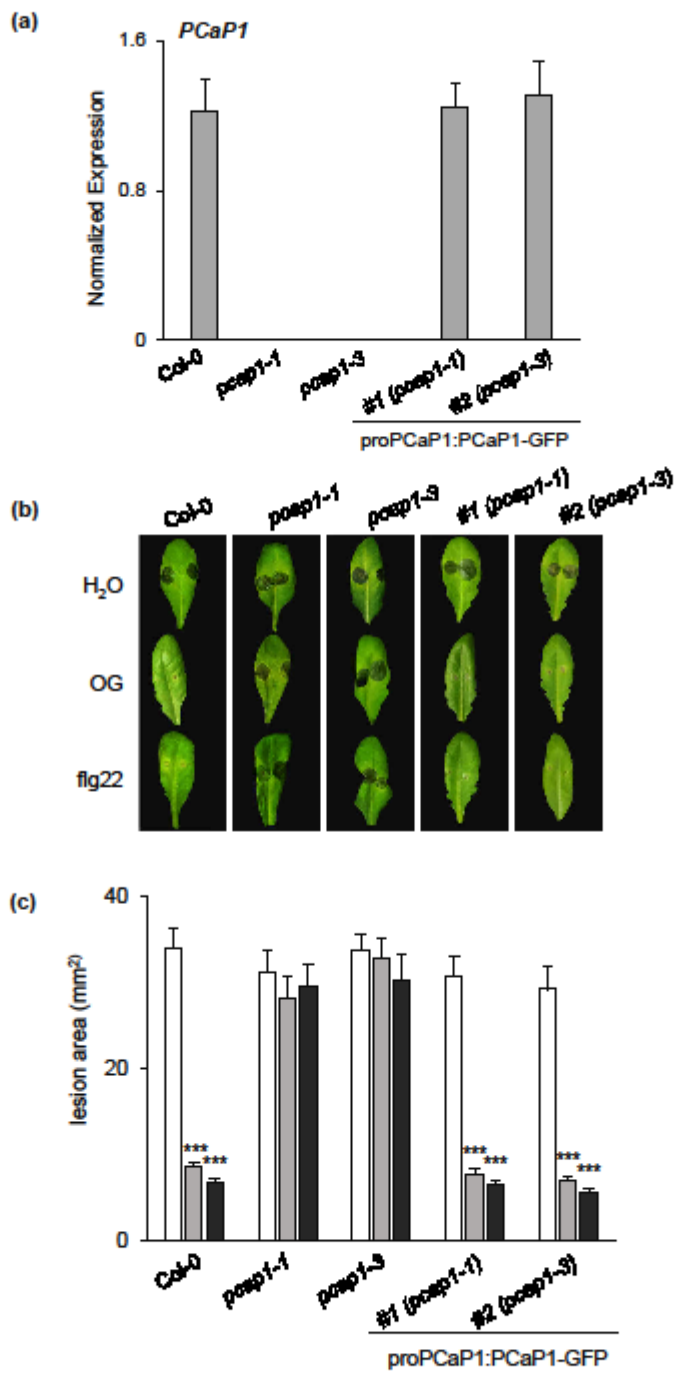 (a)
PCaP1
Normalized Expression
1.6
0.8
0
Col-0 pcap1-1 pcap1-3 #1 (pcap1-1) #2 (pcap1-3)
proPCaP1:PCaP1-GFP
(b)
Col-0 pcap1-1 pcap1-3 #1 (pcap1-1) #2 (pcap1-3)
H₂O
OG
flg22
(c)
lesion area (mm²)
40
20
0
*** *** *** *** *** ***
Col-0 pcap1-1 pcap1-3 #1 (pcap1-1) #2 (pcap1-3)
proPCaP1:PCaP1-GFP